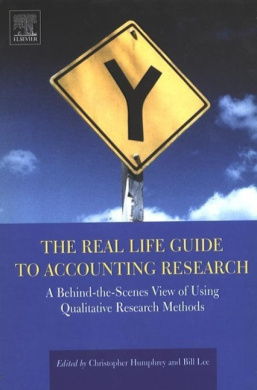 ELSEVIER
Y
THE REAL LIFE GUIDE
TO ACCOUNTING RESEARCH
A Behind-the-Scenes View of Using
Qualitative Research Methods
Edited by Christopher Humphrey and Bill Lee